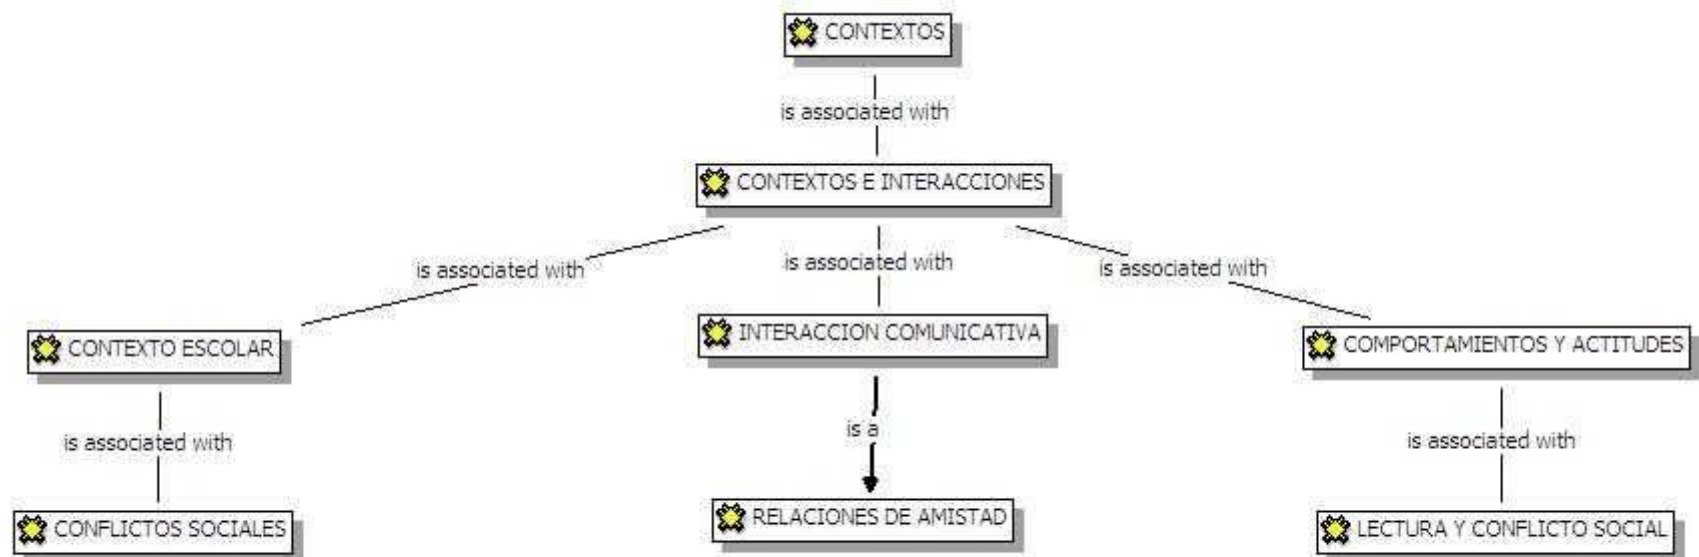 CONTEXTOS
is associated with
CONTEXTOS E INTERACCIONES
is associated with
is associated with
is associated with
CONTEXTO ESCOLAR
INTERACCION COMUNICATIVA
COMPORTAMIENTOS Y ACTITUDES
is associated with
is a
is associated with
CONFLICTOS SOCIALES
RELACIONES DE AMISTAD
LECTURA Y CONFLICTO SOCIAL